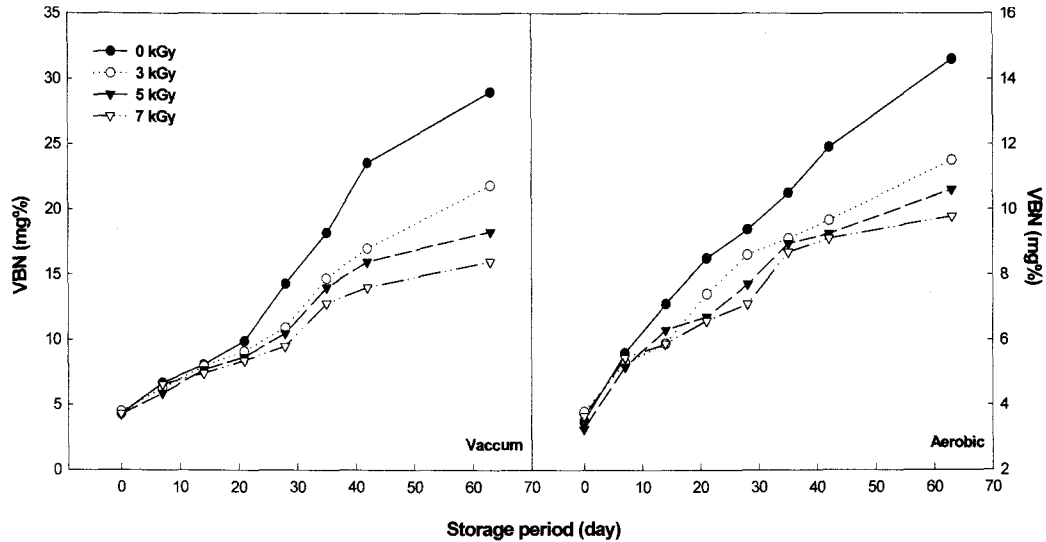 0 kGy
3 kGy
5 kGy
7 kGy
VBN (mg%)
35
30
25
20
15
10
5
0
Vaccum
0 10 20 30 40 50 60 70
Aerobic
0 10 20 30 40 50 60 70
16
14
12
10
8
6
4
2
VBN (mg%)
Storage period (day)